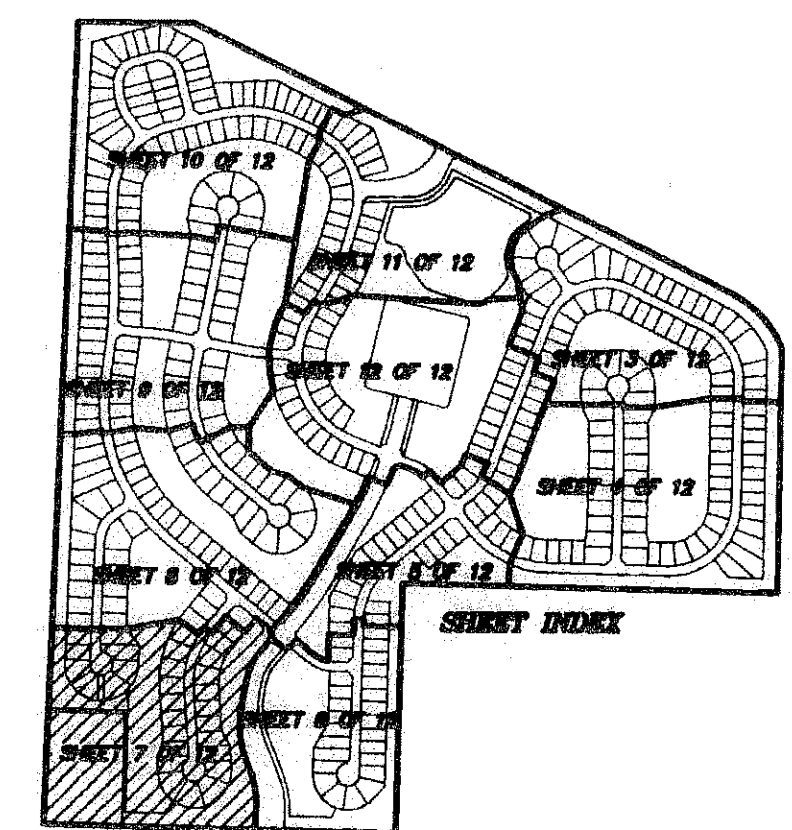 SHEET 10 OF 12
SHEET 11 OF 12
SHEET 3 OF 12
SHEET 12 OF 12
SHEET 9 OF 12
SHEET 4 OF 12
SHEET 8 OF 12
SHEET 5 OF 12
SHEET INDEX
SHEET 6 OF 12
SHEET 7 OF 12